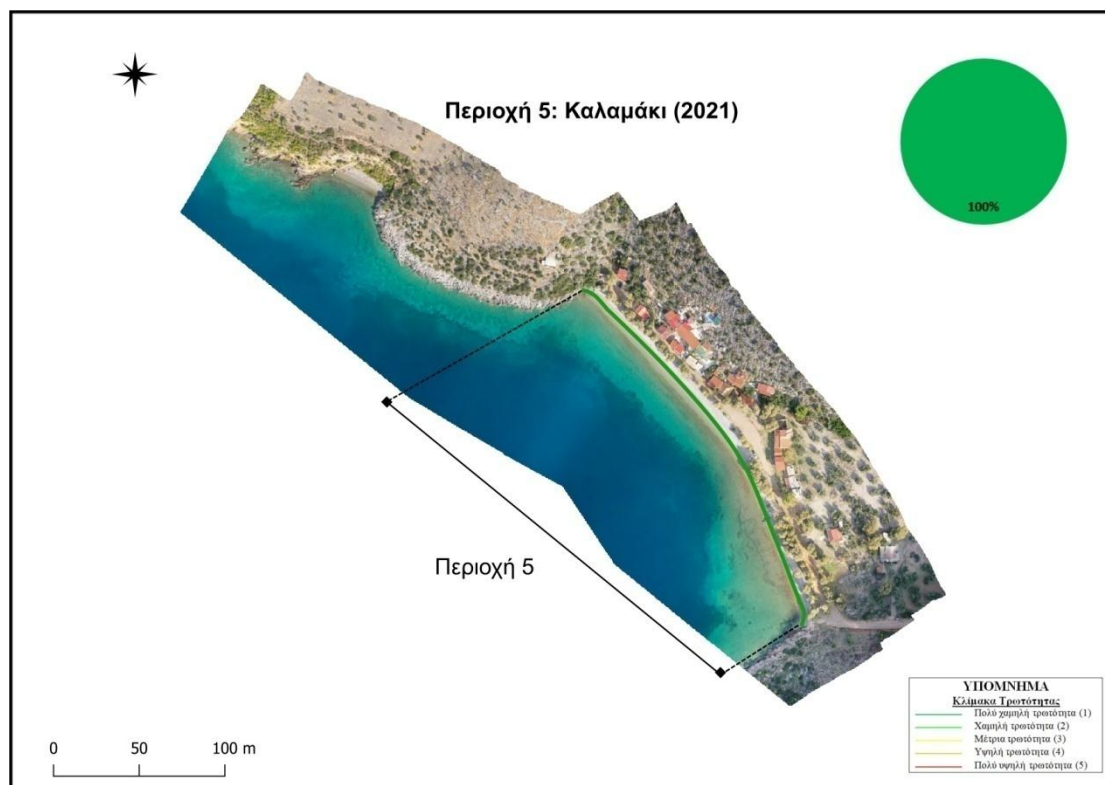 Περιοχή 5: Καλαμάκι (2021)
100%
Περιοχή 5
0 50 100 m
ΥΠΟΜΝΗΜΑ
Κλίμακα Τρωτότητας
Πολύ χαμηλή τρωτότητα (1)
Χαμηλή τρωτότητα (2)
Μέτρια τρωτότητα (3)
Υψηλή τρωτότητα (4)
Πολύ υψηλή τρωτότητα (5)